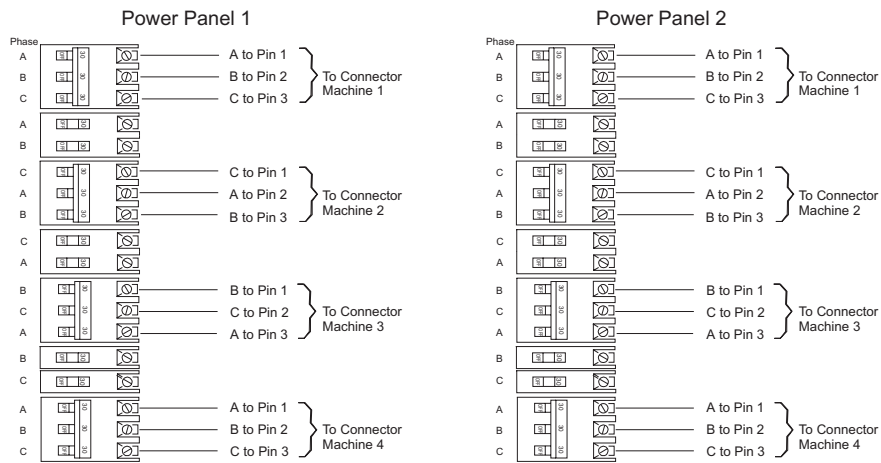 Power Panel 1
Phase
A
A to Pin 1
B
B to Pin 2
C
C to Pin 3
To Connector
Machine 1
A
B
C
C to Pin 1
A
A to Pin 2
B
B to Pin 3
To Connector
Machine 2
C
A
B
B to Pin 1
C
C to Pin 2
A
A to Pin 3
To Connector
Machine 3
B
C
A
A to Pin 1
B
B to Pin 2
C
C to Pin 3
To Connector
Machine 4
Power Panel 2
Phase
A
A to Pin 1
B
B to Pin 2
C
C to Pin 3
To Connector
Machine 1
A
B
C
C to Pin 1
A
A to Pin 2
B
B to Pin 3
To Connector
Machine 2
C
A
B
B to Pin 1
C
C to Pin 2
A
A to Pin 3
To Connector
Machine 3
B
C
A
A to Pin 1
B
B to Pin 2
C
C to Pin 3
To Connector
Machine 4